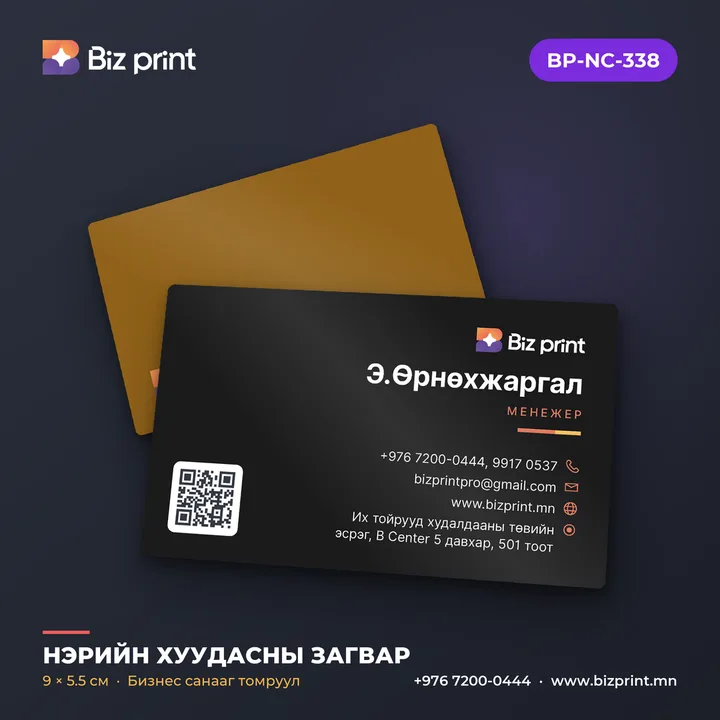 Biz print
BP-NC-338
Biz print
Э.Өрнөхжаргал
МЕНЕЖЕР
+976 7200-0444, 9917 0537
bizprintpro@gmail.com
www.bizprint.mn
Их тойрууд худалдааны төвийн
эсрэг, B Center 5 давхар, 501 тоот
НЭРИЙН ХУУДАСНЫ ЗАГВАР
9 × 5.5 см · Бизнес санааг томруул
+976 7200-0444 · www.bizprint.mn